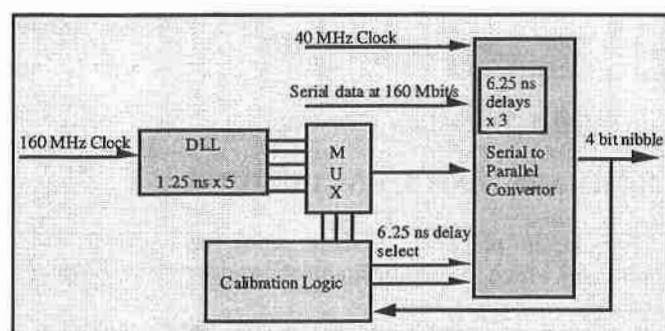 40 MHz Clock
Serial data at 160 Mbit/s
6.25 ns
delays
x 3
160 MHz Clock
DLL
1.25 ns x 5
M
U
X
Serial to
Parallel
Convertor
4 bit nibble
6.25 ns delay
select
Calibration Logic